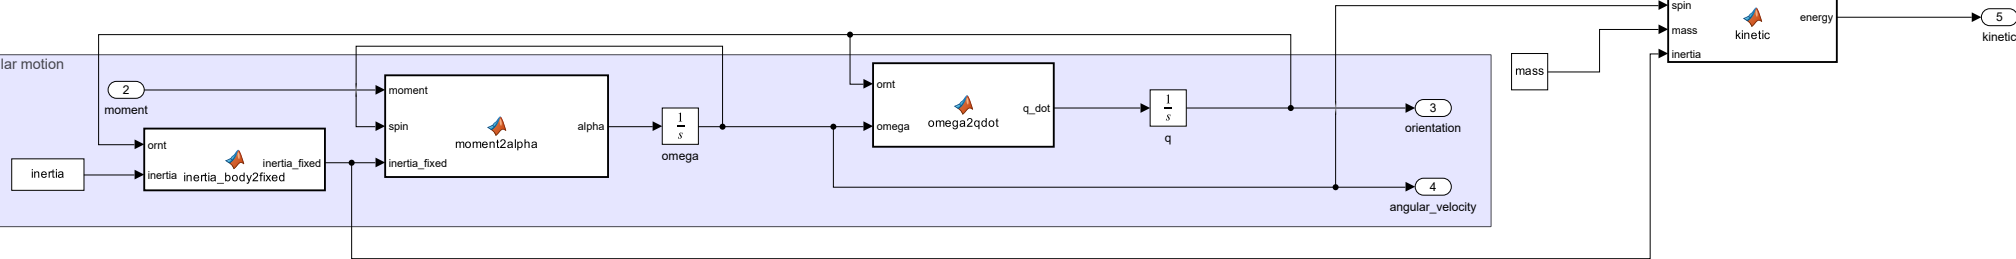 spin
energy
5
mass
kinetic
inertia
kinetic
lar motion
mass
2
moment
moment
ornt
spin
alpha
1
s
moment2alpha
omega
q_dot
omega2qdot
omega
1
s
q
3
orientation
ornt
inertia_fixed
inertia_fixed
inertia
inertia
inertia_body2fixed
4
angular_velocity